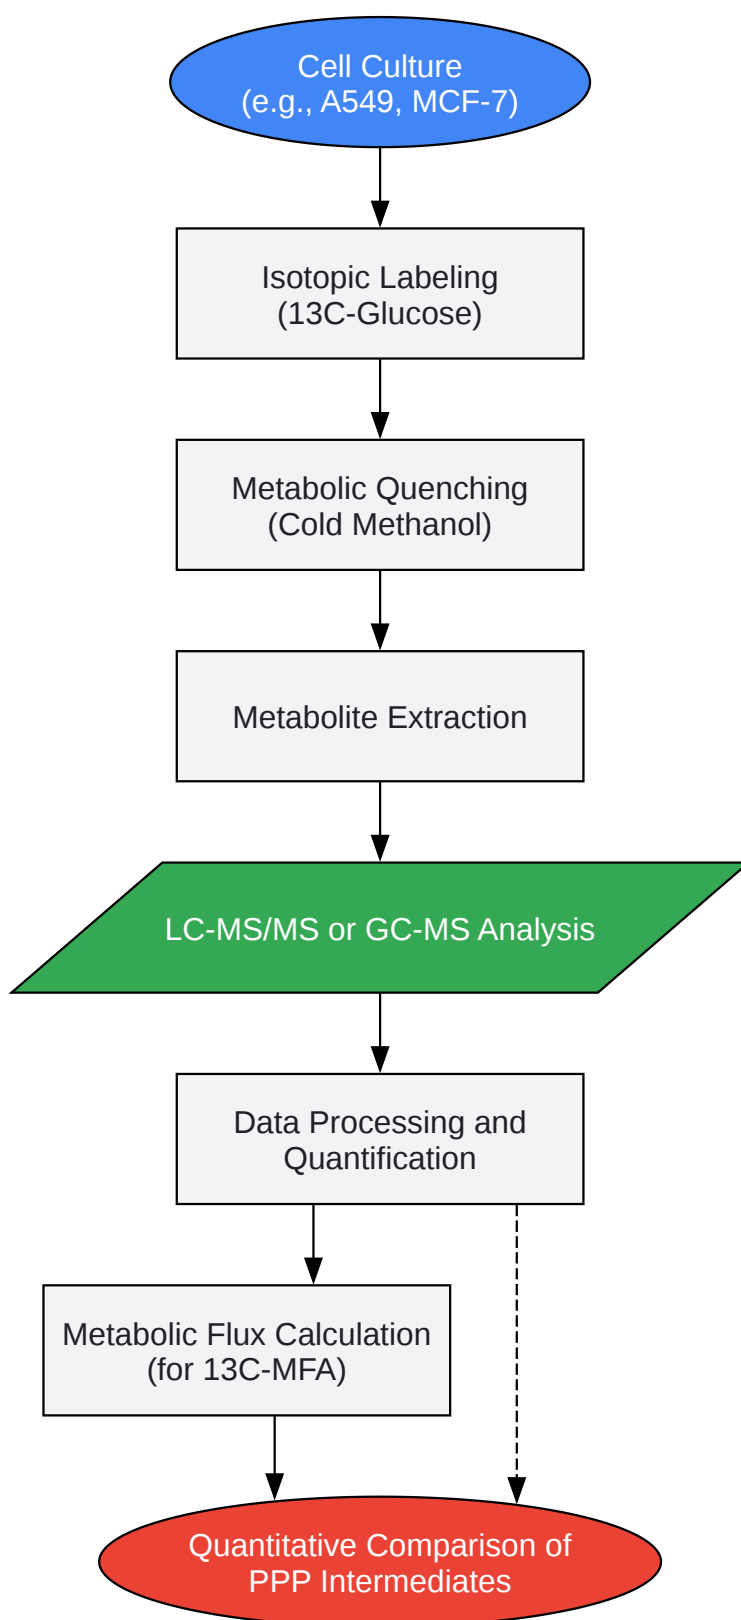 Cell Culture
(e.g., A549, MCF-7)
Isotopic Labeling
(13C-Glucose)
Metabolic Quenching
(Cold Methanol)
Metabolite Extraction
LC-MS/MS or GC-MS Analysis
Data Processing and
Quantification
Metabolic Flux Calculation
(for 13C-MFA)
Quantitative Comparison of
PPP Intermediates